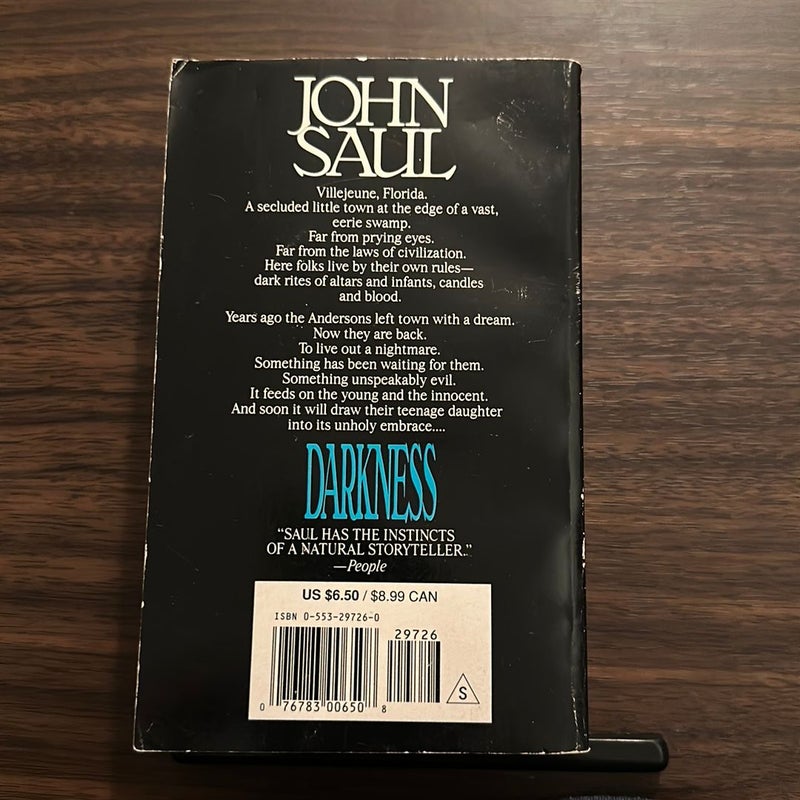 JOHN
SAUL
Villejeune, Florida.
A secluded little town at the edge of a vast,
eerie swamp.
Far from prying eyes.
Far from the laws of civilization.
Here folks live by their own rules—
dark rites of altars and infants, candles
and blood.
Years ago the Andersons left town with a dream.
Now they are back.
To live out a nightmare.
Something has been waiting for them.
Something unspeakably evil.
It feeds on the young and the innocent.
And soon it will draw their teenage daughter
into its unholy embrace....
DARKNESS
“SAUL HAS THE INSTINCTS
OF A NATURAL STORYTELLER.”
—People
US $6.50 / $8.99 CAN
ISBN 0-553-29726-0
29726
S
0 76783 00650 8